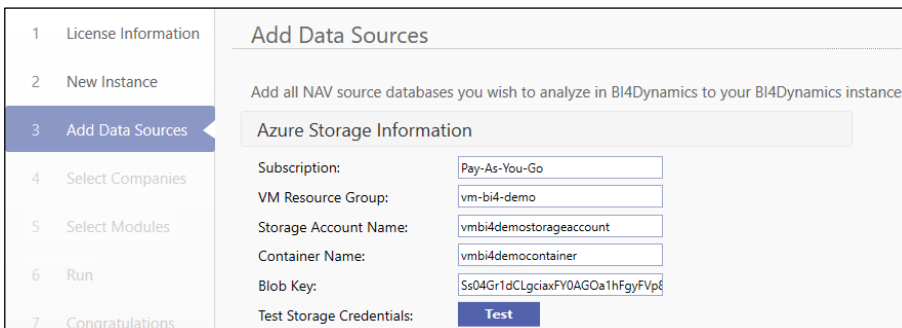 1 License Information
2 New Instance
3 Add Data Sources
4 Select Companies
5 Select Modules
6 Run
7 Congratulations
Add Data Sources
Add all NAV source databases you wish to analyze in BI4Dynamics to your BI4Dynamics instance
Azure Storage Information
Subscription: Pay-As-You-Go
VM Resource Group: vm-bi4-demo
Storage Account Name: vmbi4demostorageaccount
Container Name: vmbi4democontainer
Blob Key: Ss04Gr1dCLgciaxFY0AGOa1hFgyFVp8
Test Storage Credentials: Test